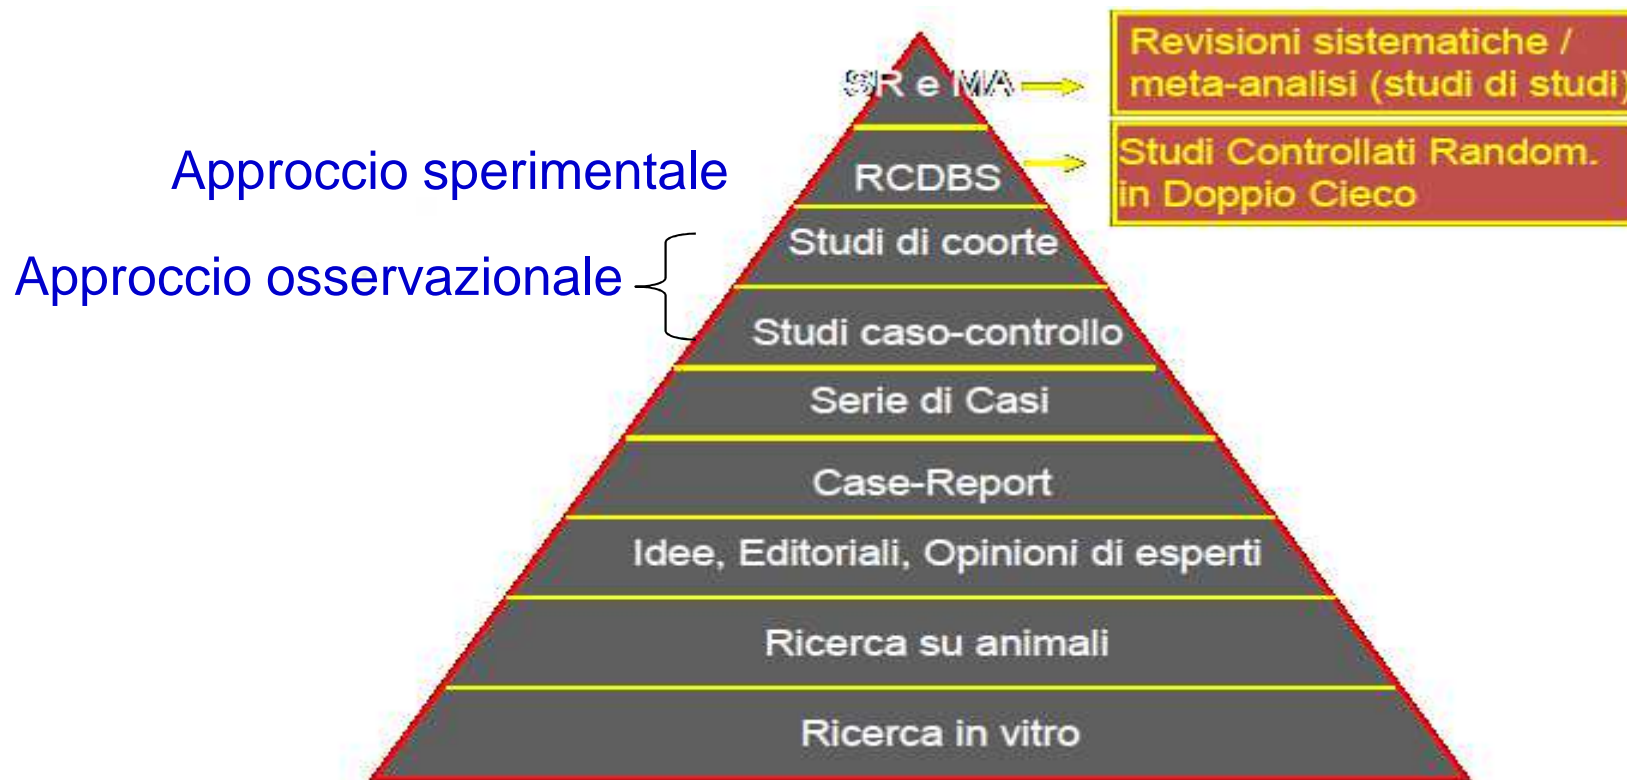 SR e MA
Revisioni sistematiche /
meta-analisi (studi di studi)
Approccio sperimentale
RCDBS
Studi Controllati Random.
in Doppio Cieco
Approccio osservazionale
Studi di coorte
Studi caso-controllo
Serie di Casi
Case-Report
Idee, Editoriali, Opinioni di esperti
Ricerca su animali
Ricerca in vitro